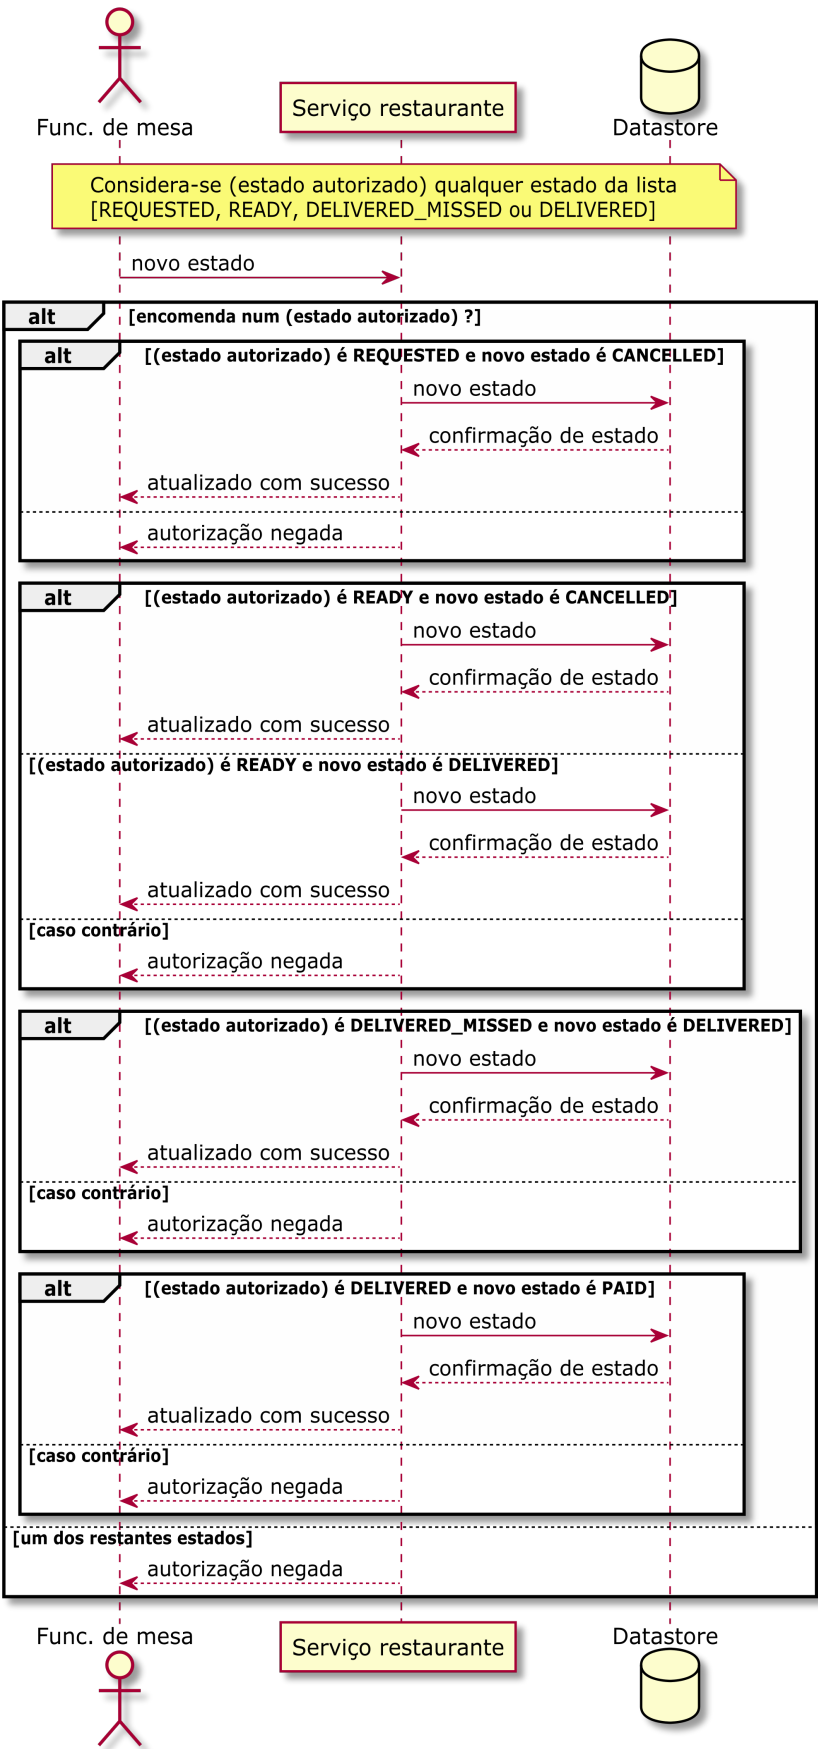 Func. de mesa
Serviço restaurante
Datastore
Considera-se (estado autorizado) qualquer estado da lista
[REQUESTED, READY, DELIVERED_MISSED ou DELIVERED]
novo estado
alt
[encomenda num (estado autorizado) ?]
alt
[(estado autorizado) é REQUESTED e novo estado é CANCELLED]
novo estado
confirmação de estado
atualizado com sucesso
autorização negada
alt
[(estado autorizado) é READY e novo estado é CANCELLED]
novo estado
confirmação de estado
atualizado com sucesso
[(estado autorizado) é READY e novo estado é DELIVERED]
novo estado
confirmação de estado
atualizado com sucesso
[caso contrário]
autorização negada
alt
[(estado autorizado) é DELIVERED_MISSED e novo estado é DELIVERED]
novo estado
confirmação de estado
atualizado com sucesso
[caso contrário]
autorização negada
alt
[(estado autorizado) é DELIVERED e novo estado é PAID]
novo estado
confirmação de estado
atualizado com sucesso
[caso contrário]
autorização negada
[um dos restantes estados]
autorização negada
Func. de mesa
Serviço restaurante
Datastore